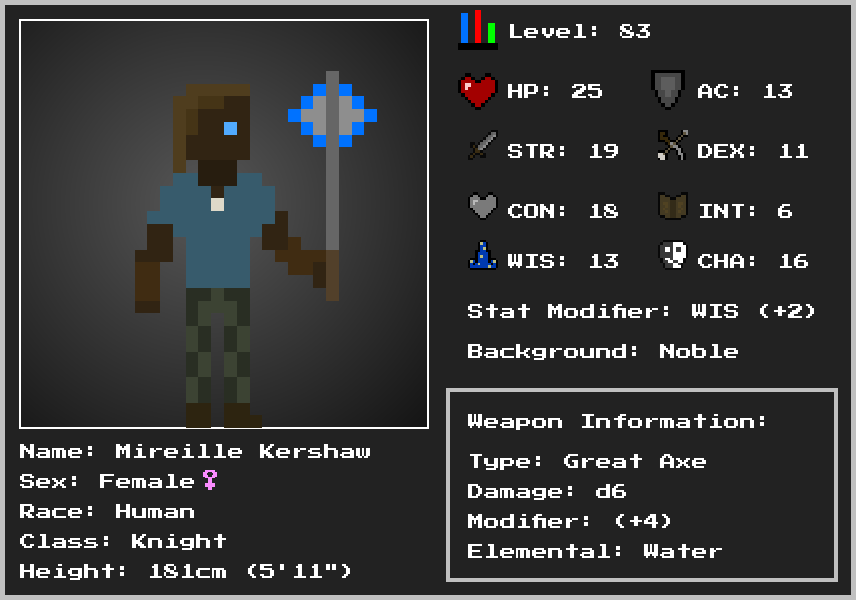 Level: 83
HP: 25
AC: 13
STR: 19
DEX: 11
CON: 18
INT: 6
WIS: 13
CHA: 16
Stat Modifier: WIS (+2)
Background: Noble
Weapon Information:
Type: Great Axe
Damage: d6
Modifier: (+4)
Elemental: Water
Name: Mireille Kershaw
Sex: Female♀
Race: Human
Class: Knight
Height: 181cm (5'11")